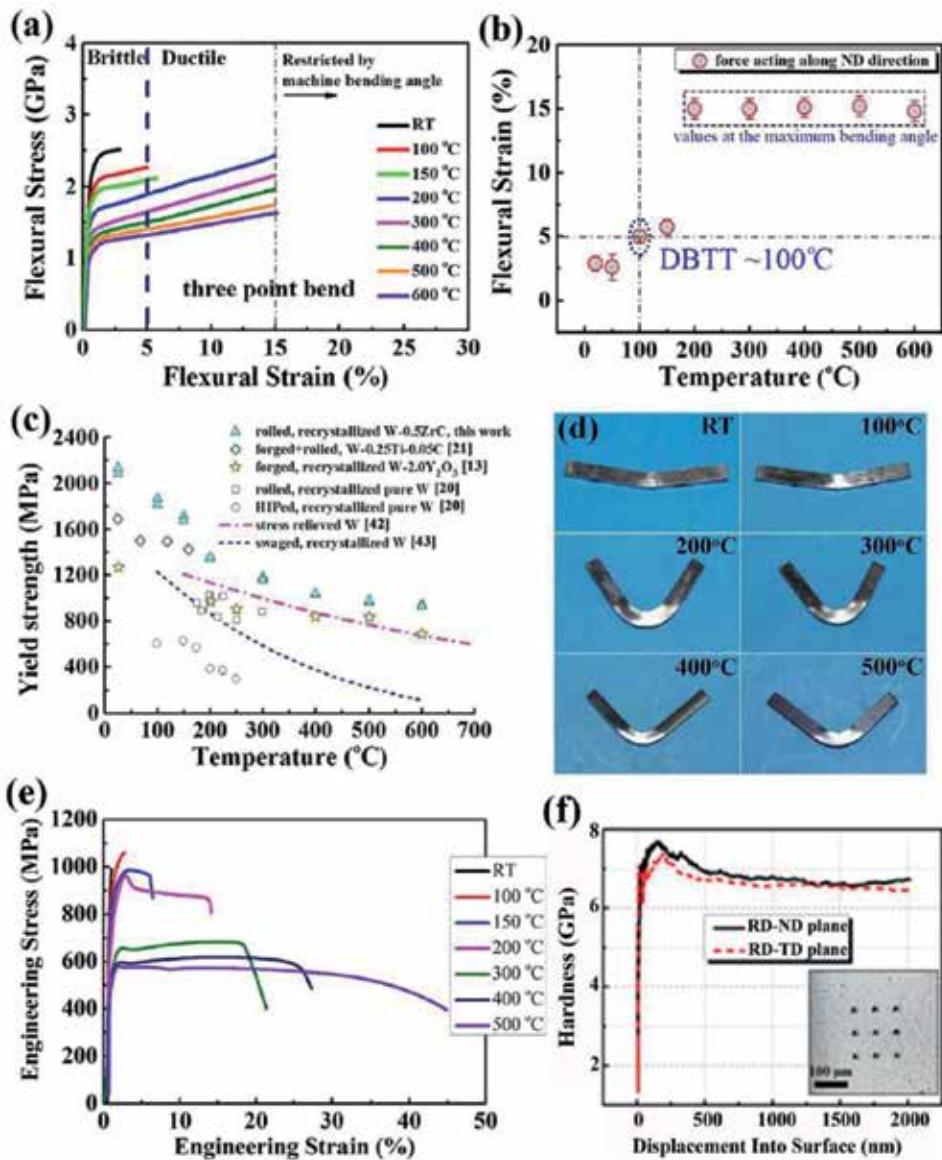 (a)
4
3
2
1
0
Flexural Stress (GPa)
Brittle
Ductile
Restricted by
machine bending angle
RT
100 °C
150 °C
200 °C
300 °C
400 °C
500 °C
600 °C
three point bend
0 5 10 15 20 25 30
Flexural Strain (%)
(b)
20
15
10
5
0
Flexural Strain (%)
force acting along ND direction
values at the maximum bending angle
DBTT ~100°C
0 100 200 300 400 500 600
Temperature (°C)
(c)
2400
2000
1600
1200
800
400
0
Yield strength (MPa)
rolled, recrystallized W-0.5ZrC, this work
forged+rolled, W-0.25Ti-0.05C [21]
forged, recrystallized W-2.0Y₂O₃ [13]
rolled, recrystallized pure W [20]
HIPed, recrystallized pure W [20]
stress relieved W [42]
swaged, recrystallized W [43]
0 100 200 300 400 500 600 700
Temperature (°C)
(d)
RT
100°C
200°C
300°C
400°C
500°C
(e)
1200
1000
800
600
400
200
0
Engineering Stress (MPa)
RT
100 °C
150 °C
200 °C
300 °C
400 °C
500 °C
0 10 20 30 40 50
Engineering Strain (%)
(f)
8
6
4
2
Hardness (GPa)
RD-ND plane
RD-TD plane
100 μm
0 500 1000 1500 2000
Displacement Into Surface (nm)